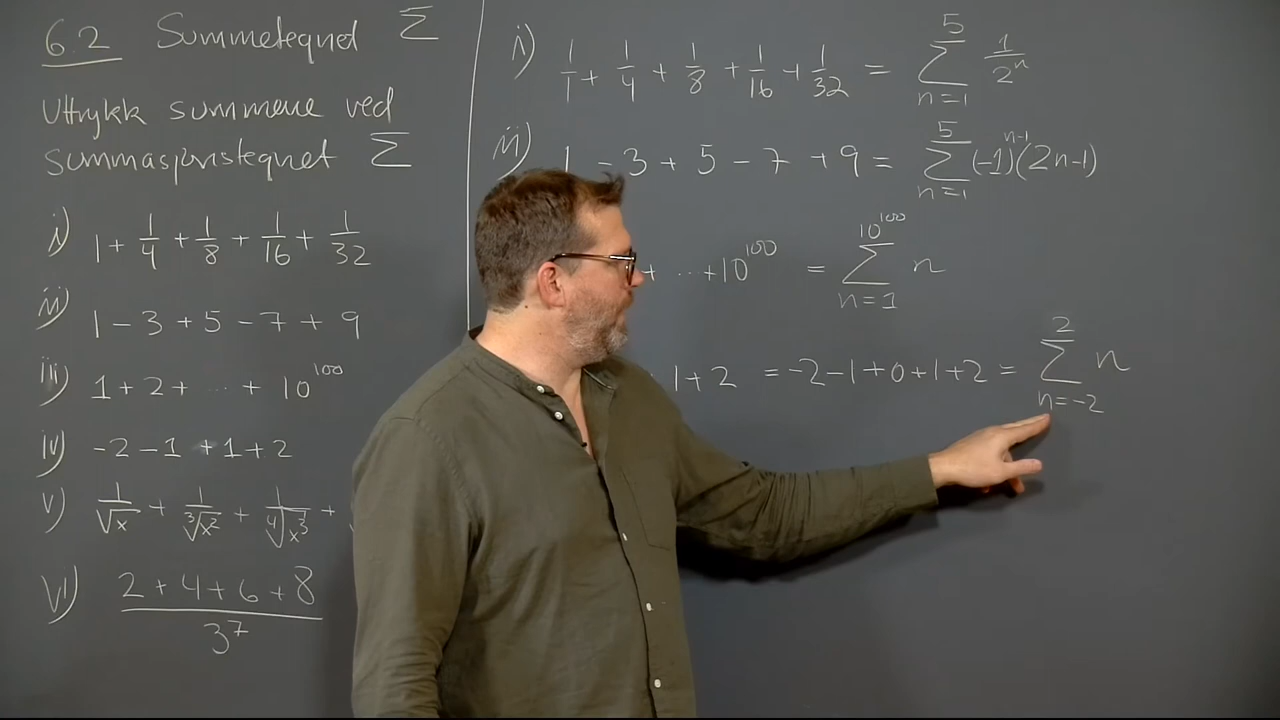 6.2 Summetegnet Σ
Uttrykk summene ved
summasjonstegnet Σ
i) 1 + 1/4 + 1/8 + 1/16 + 1/32
ii) 1 - 3 + 5 - 7 + 9
iii) 1 + 2 + ... + 10^100
iv) -2 - 1 + 1 + 2
v) 1/√x + 1/∛x² + 1/∜x³ +
vi) (2 + 4 + 6 + 8)/3^7
i) 1/1 + 1/4 + 1/8 + 1/16 + 1/32 = Σ_{n=1}^{5} 1/2^n
ii) 1 - 3 + 5 - 7 + 9 = Σ_{n=1}^{5} (-1)^{n-1} (2n-1)
+ ... + 10^100 = Σ_{n=1}^{10^100} n
1 + 2 = -2 - 1 + 0 + 1 + 2 = Σ_{n=-2}^{2} n